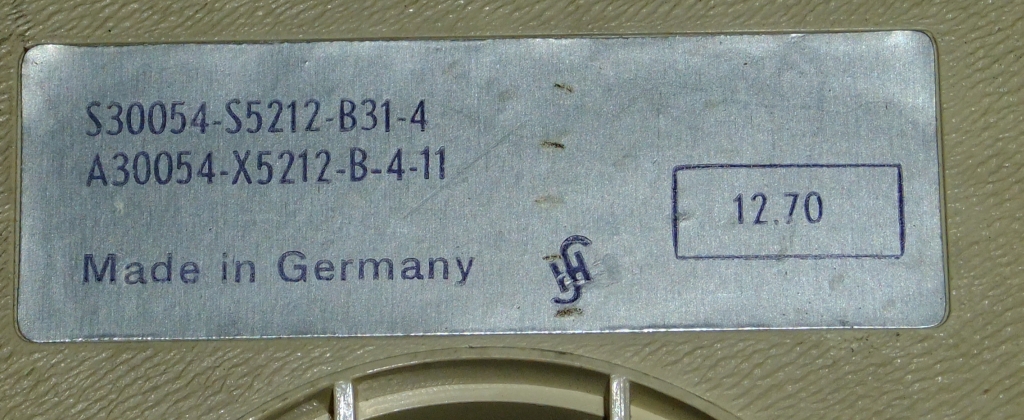 S30054-S5212-B31-4
A30054-X5212-B-4-11
12.70
Made in Germany